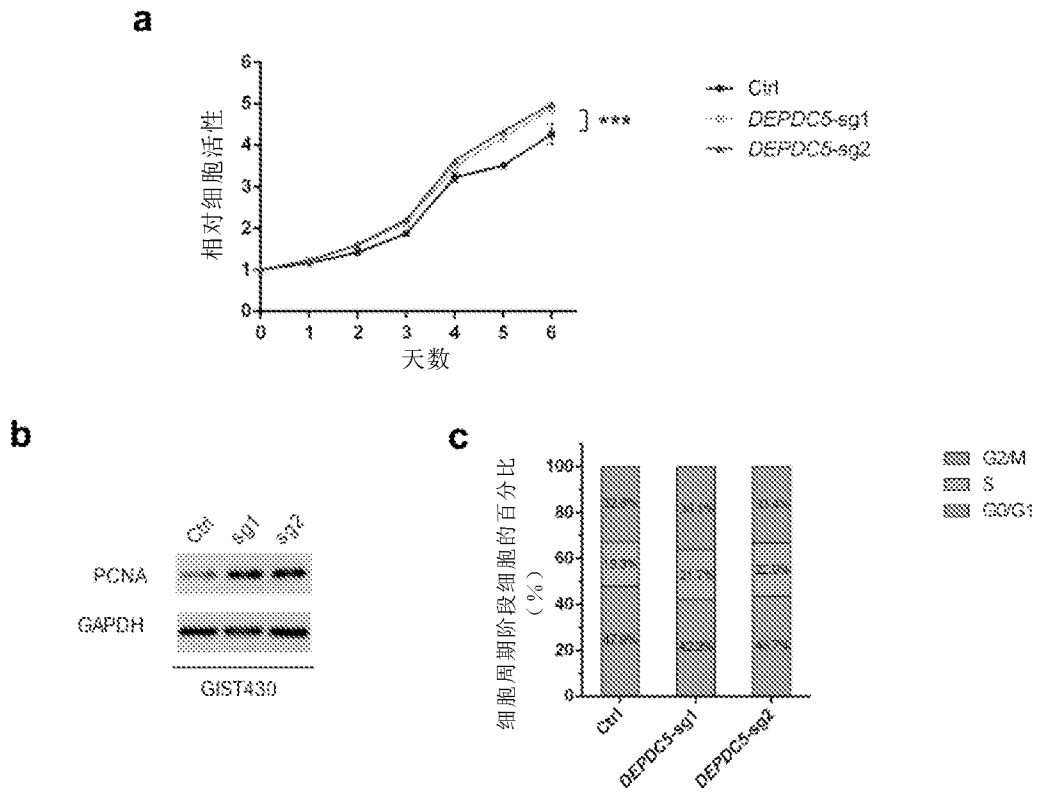 a
6
5
4
3
2
1
0
相对细胞活性
0 1 2 3 4 5 6
天数
Ctrl
DEPDC5-sg1
DEPDC5-sg2
***
b
Ctrl sg1 sg2
PCNA
GAPDH
GIST430
c
细胞周期阶段细胞的百分比
(%)
100
80
60
40
20
0
Ctrl
DEPDC5-sg1
DEPDC5-sg2
G2/M
S
G0/G1